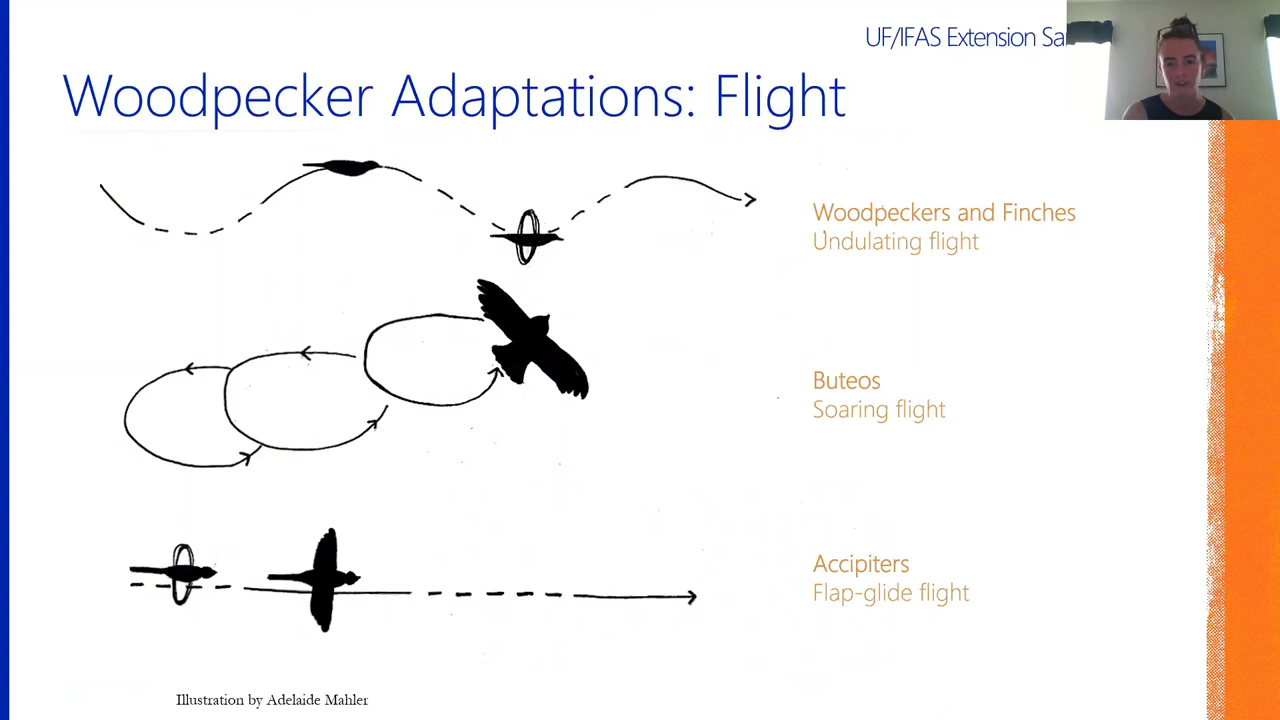 UF/IFAS Extension
Woodpecker Adaptations: Flight
Woodpeckers and Finches
Undulating flight
Buteos
Soaring flight
Accipiters
Flap-glide flight
Illustration by Adelaide Mahler